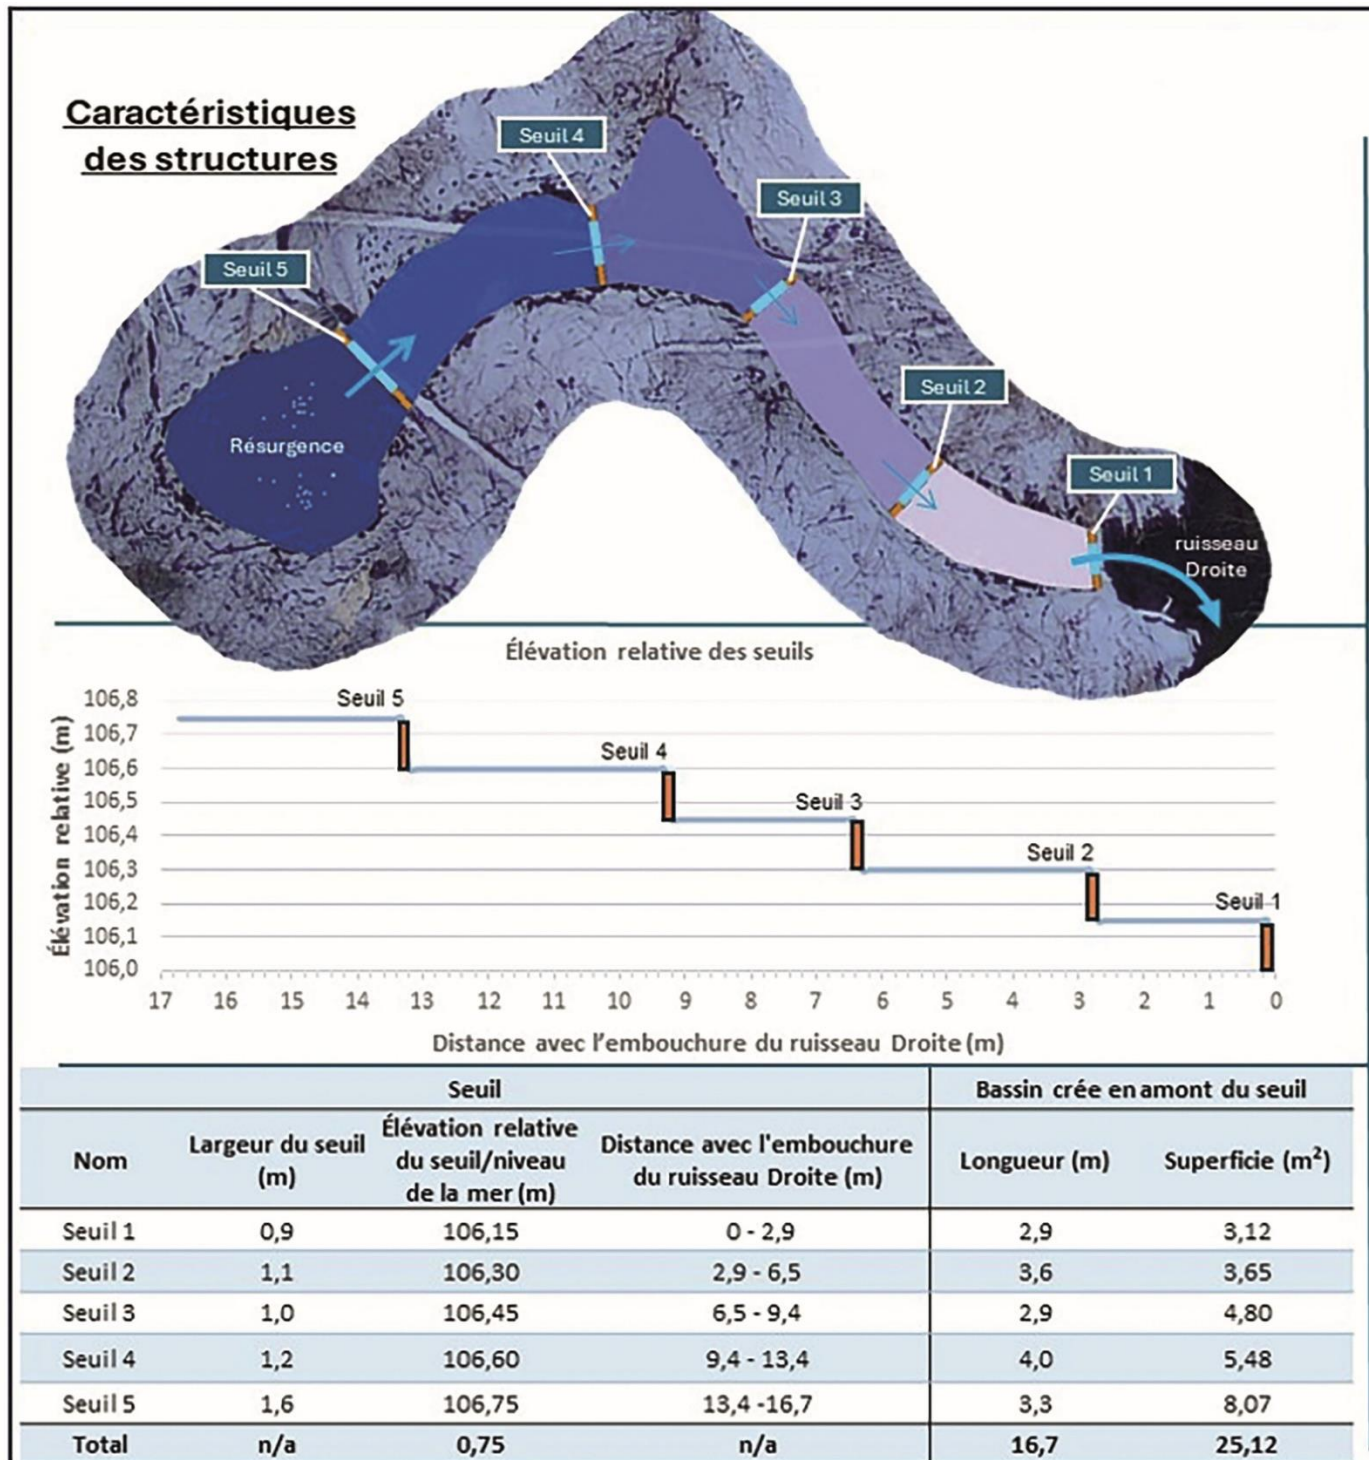 Caractéristiques
des structures
Seuil 4
Seuil 3
Seuil 5
Seuil 2
Résurgence
Seuil 1
ruisseau
Droite
Élévation relative des seuils
Élévation relative (m)
106,8
106,7
106,6
106,5
106,4
106,3
106,2
106,1
106,0
Seuil 5
Seuil 4
Seuil 3
Seuil 2
Seuil 1
17 16 15 14 13 12 11 10 9 8 7 6 5 4 3 2 1 0
Distance avec l'embouchure du ruisseau Droite (m)
Seuil Bassin crée en amont du seuil
Nom Largeur du seuil (m) Élévation relative du seuil/niveau de la mer (m) Distance avec l'embouchure du ruisseau Droite (m) Longueur (m) Superficie (m²)
Seuil 1 0,9 106,15 0 - 2,9 2,9 3,12
Seuil 2 1,1 106,30 2,9 - 6,5 3,6 3,65
Seuil 3 1,0 106,45 6,5 - 9,4 2,9 4,80
Seuil 4 1,2 106,60 9,4 - 13,4 4,0 5,48
Seuil 5 1,6 106,75 13,4 -16,7 3,3 8,07
Total n/a 0,75 n/a 16,7 25,12